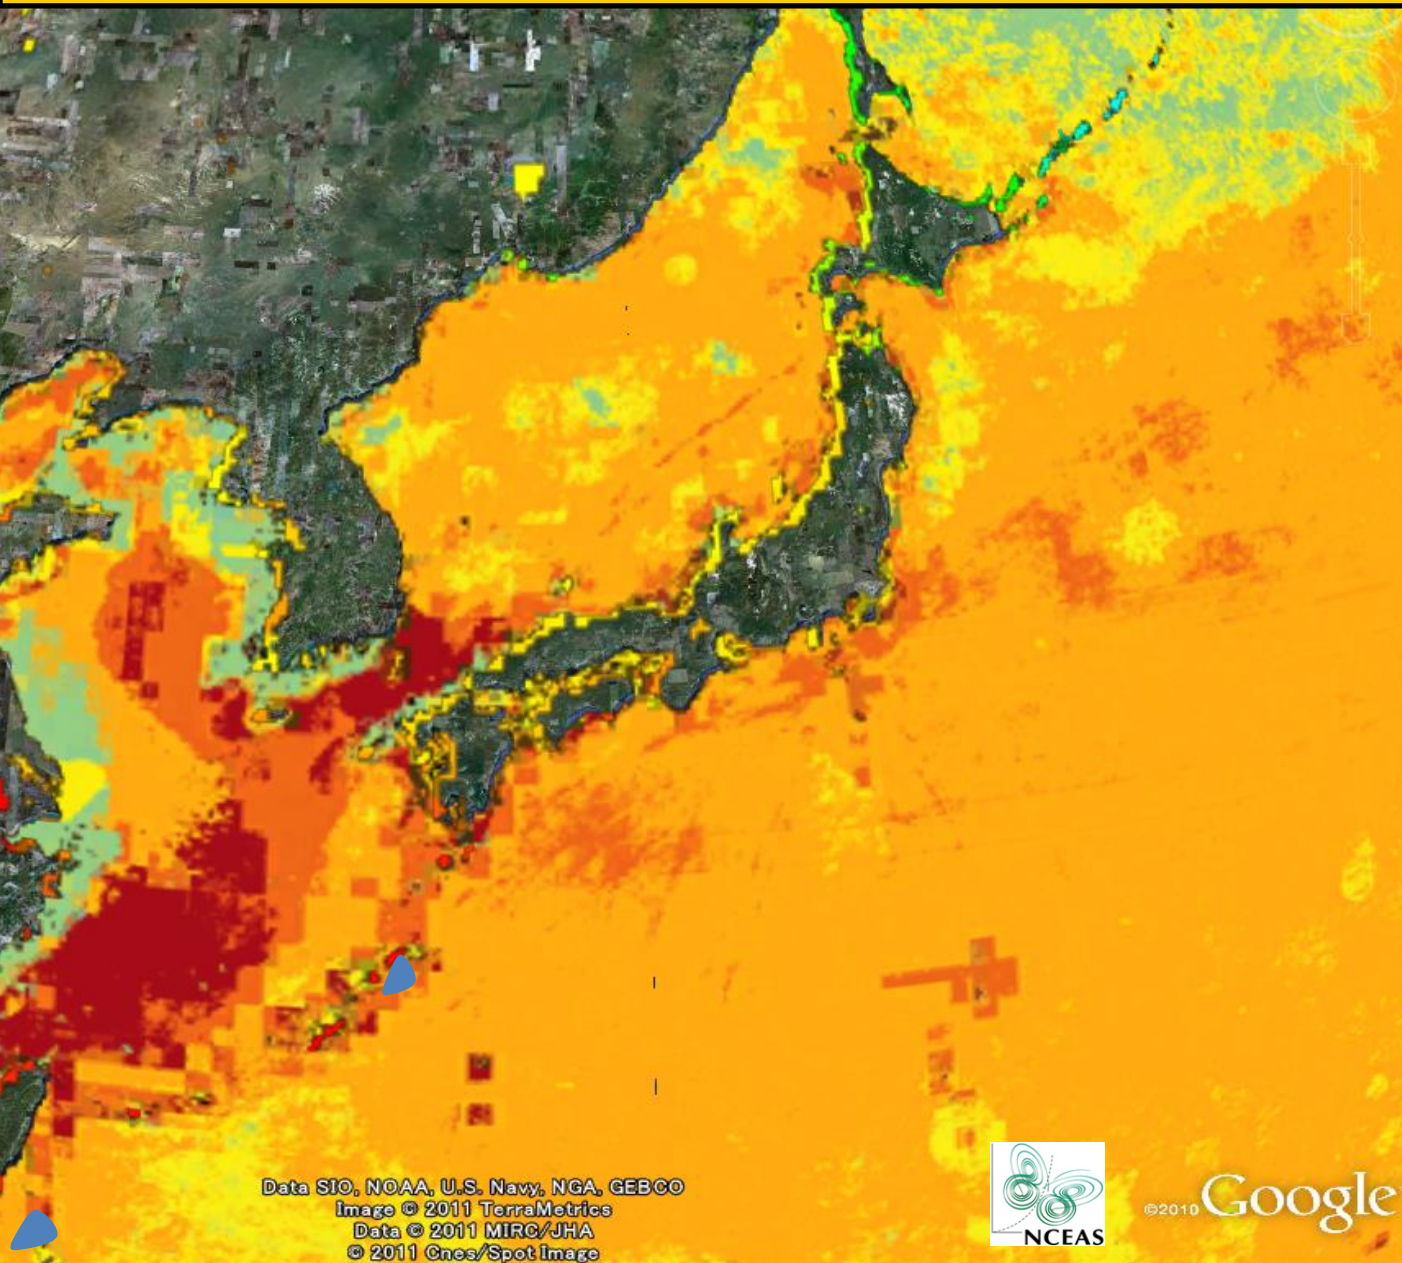 Data SIO, NOAA, U.S. Navy, NGA, GEBCO
Image © 2011 TerraMetrics
Data © 2011 MIRC/JHA
© 2011 Cnes/Spot Image
NCEAS
©2010 Google